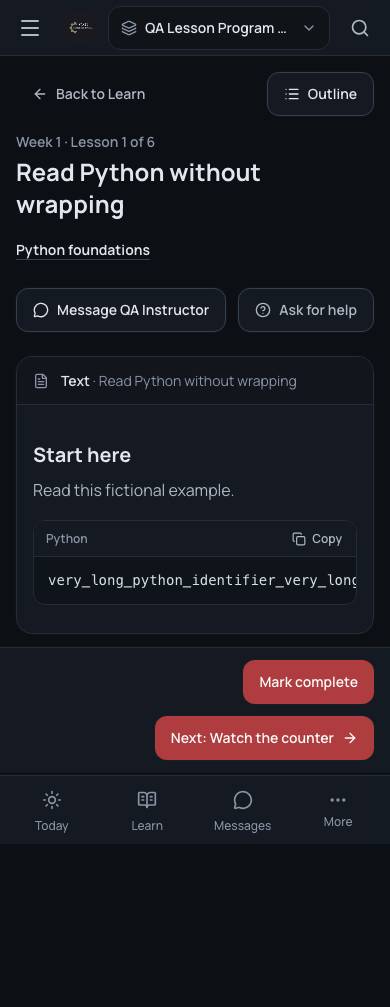 QA Lesson Program ...
Back to Learn
Outline
Week 1 · Lesson 1 of 6
Read Python without
wrapping
Python foundations
Message QA Instructor
Ask for help
Text · Read Python without wrapping
Start here
Read this fictional example.
Python
Copy
very_long_python_identifier_very_long
Mark complete
Next: Watch the counter
Today
Learn
Messages
More